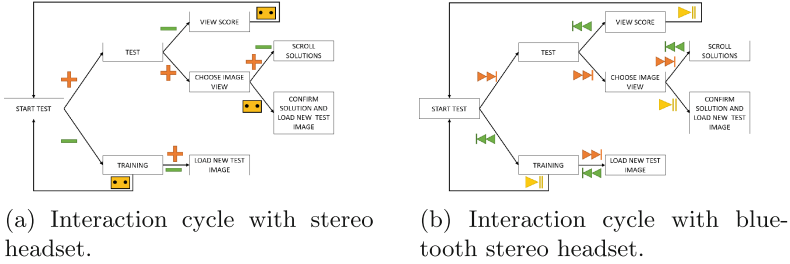 VIEW SCORE
TEST
SCROLL
SOLUTIONS
CHOOSE IMAGE
VIEW
START TEST
CONFIRM
SOLUTION AND
LOAD NEW TEST
IMAGE
TRAINING
LOAD NEW TEST
IMAGE
(a) Interaction cycle with stereo
headset.
VIEW SCORE
TEST
SCROLL
SOLUTIONS
CHOOSE IMAGE
VIEW
START TEST
CONFIRM
SOLUTION AND
LOAD NEW TEST
IMAGE
TRAINING
LOAD NEW TEST
IMAGE
(b) Interaction cycle with blue-
tooth stereo headset.